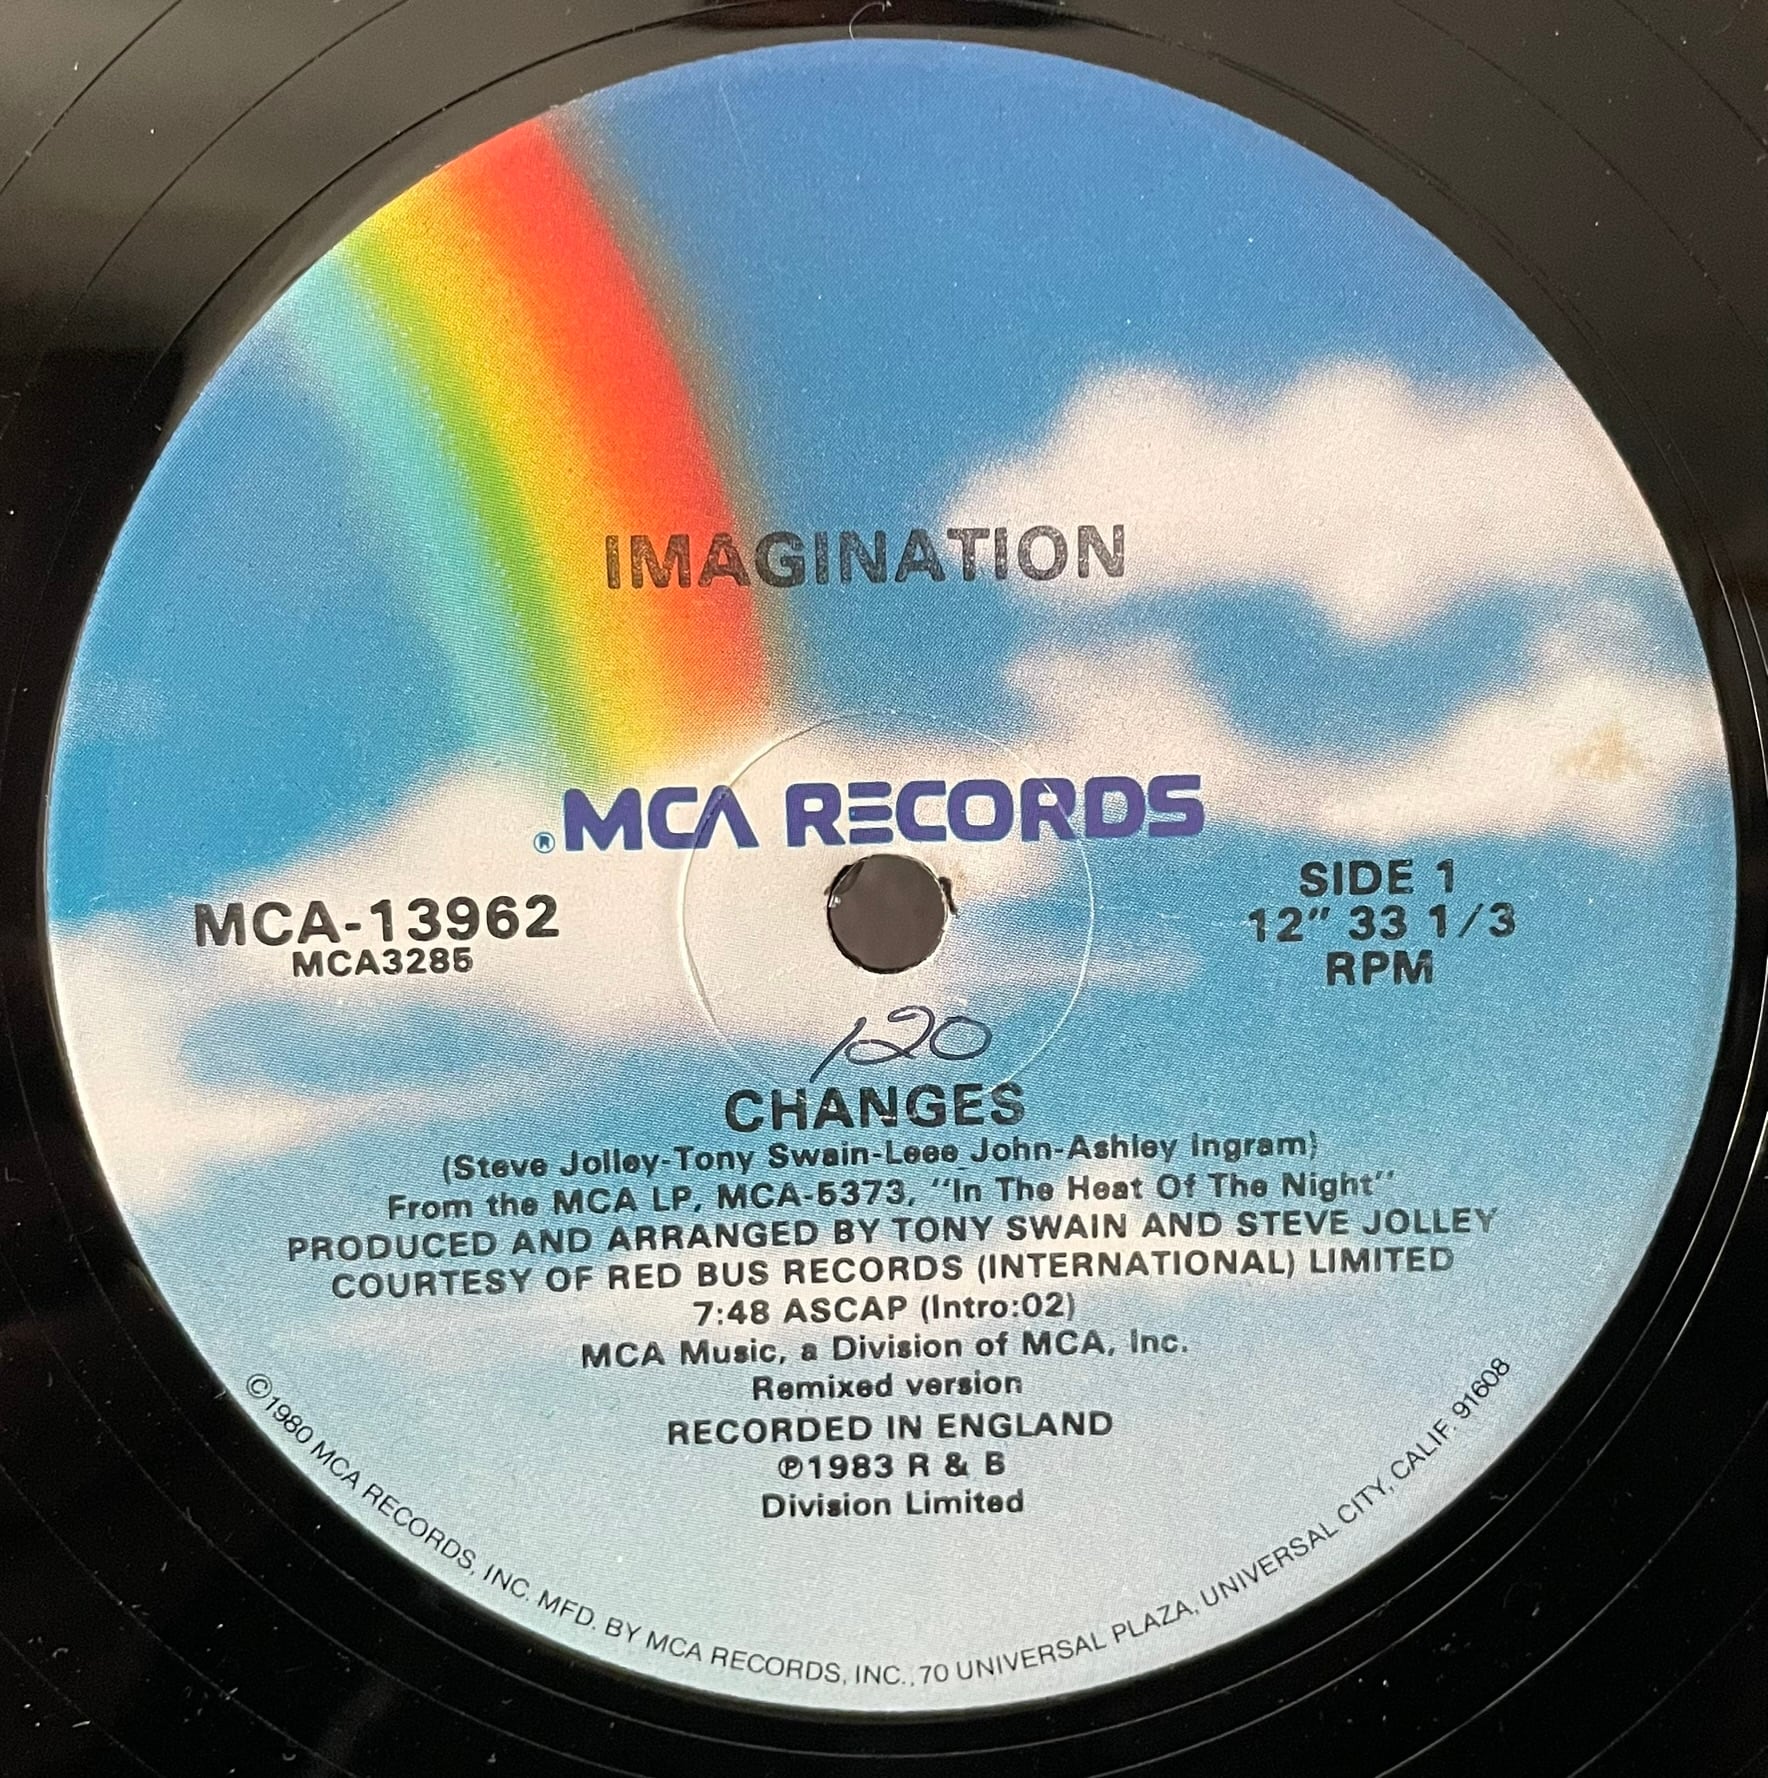 IMAGINATION
® MCA RECORDS
MCA-13962
MCA3285
SIDE 1
12" 33 1/3
RPM
120
CHANGES
(Steve Jolley-Tony Swain-Leee John-Ashley Ingram)
From the MCA LP, MCA-5373, "In The Heat Of The Night"
PRODUCED AND ARRANGED BY TONY SWAIN AND STEVE JOLLEY
COURTESY OF RED BUS RECORDS (INTERNATIONAL) LIMITED
7:48 ASCAP (Intro:02)
MCA Music, a Division of MCA, Inc.
Remixed version
RECORDED IN ENGLAND
℗1983 R & B
Division Limited
©1980 MCA RECORDS, INC. MFD. BY MCA RECORDS, INC., 70 UNIVERSAL PLAZA, UNIVERSAL CITY, CALIF. 91608